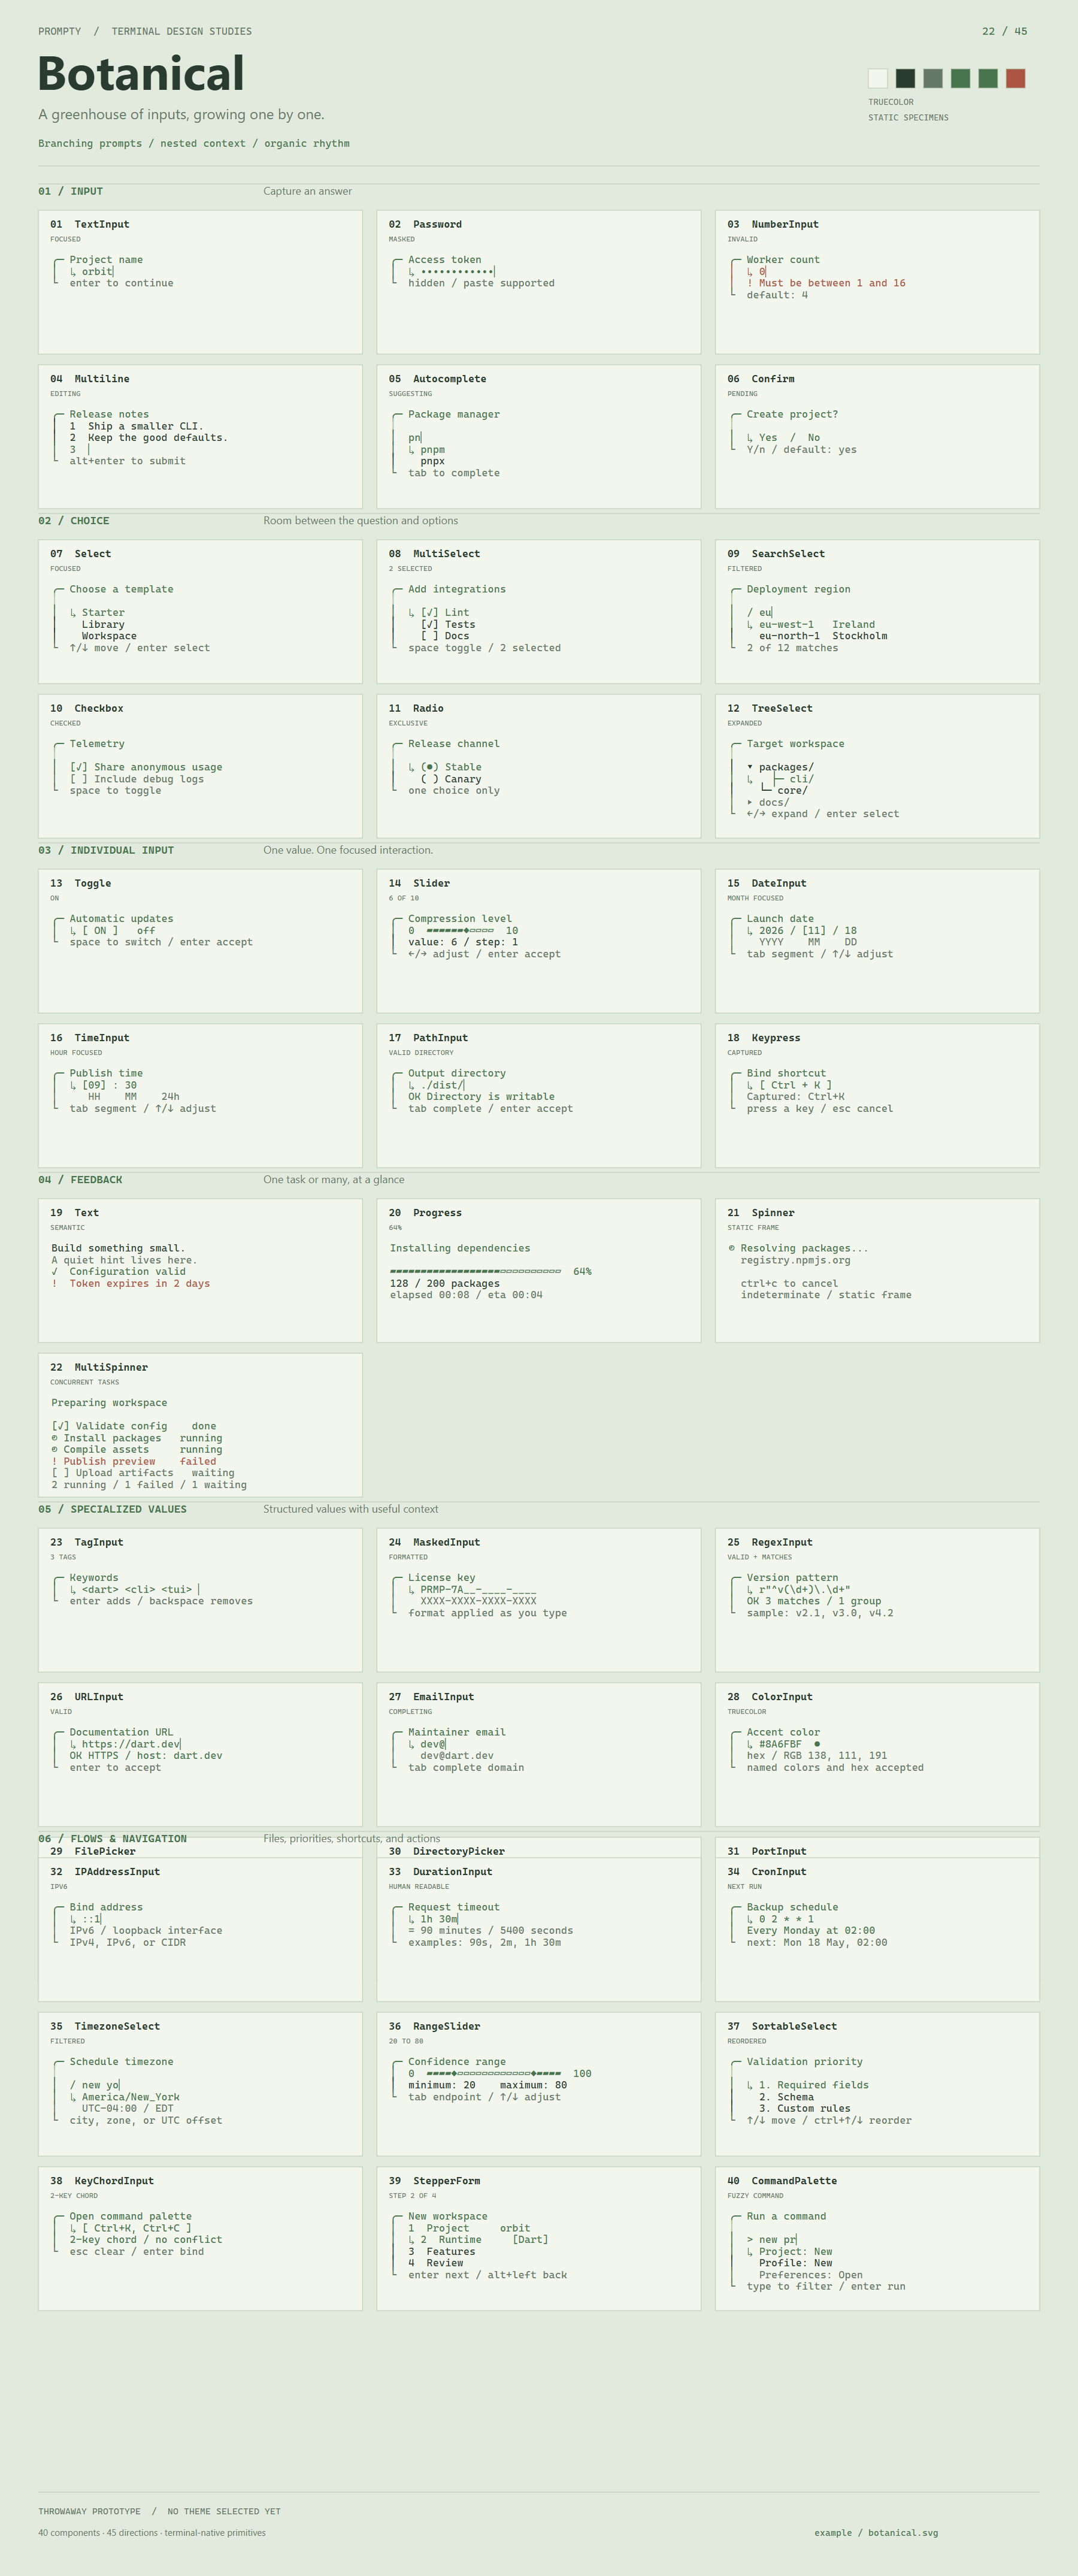 PROMPTY / TERMINAL DESIGN STUDIES
22 / 45
Botanical
A greenhouse of inputs, growing one by one.
TRUECOLOR
STATIC SPECIMENS
Branching prompts / nested context / organic rhythm
01 / INPUT
Capture an answer
01 TextInput
FOCUSED
Project name
↳ orbit
enter to continue
02 Password
MASKED
Access token
↳ ••••••••••••
hidden / paste supported
03 NumberInput
INVALID
Worker count
↳ 0
! Must be between 1 and 16
default: 4
04 Multiline
EDITING
Release notes
1 Ship a smaller CLI.
2 Keep the good defaults.
3
alt+enter to submit
05 Autocomplete
SUGGESTING
Package manager
pn
↳ pnpm
pnpx
tab to complete
06 Confirm
PENDING
Create project?
↳ Yes / No
Y/n / default: yes
02 / CHOICE
Room between the question and options
07 Select
FOCUSED
Choose a template
↳ Starter
Library
Workspace
↑/↓ move / enter select
08 MultiSelect
2 SELECTED
Add integrations
↳ [√] Lint
[√] Tests
[ ] Docs
space toggle / 2 selected
09 SearchSelect
FILTERED
Deployment region
/ eu
↳ eu-west-1 Ireland
eu-north-1 Stockholm
2 of 12 matches
10 Checkbox
CHECKED
Telemetry
[√] Share anonymous usage
[ ] Include debug logs
space to toggle
11 Radio
EXCLUSIVE
Release channel
↳ (●) Stable
( ) Canary
one choice only
12 TreeSelect
EXPANDED
Target workspace
▾ packages/
↳ ├─ cli/
└─ core/
▸ docs/
←/→ expand / enter select
03 / INDIVIDUAL INPUT
One value. One focused interaction.
13 Toggle
ON
Automatic updates
↳ [ ON ] off
space to switch / enter accept
14 Slider
6 OF 10
Compression level
0 ▰▰▰▰▰▰◆▱▱▱▱ 10
value: 6 / step: 1
←/→ adjust / enter accept
15 DateInput
MONTH FOCUSED
Launch date
↳ 2026 / [11] / 18
YYYY MM DD
tab segment / ↑/↓ adjust
16 TimeInput
HOUR FOCUSED
Publish time
↳ [09] : 30
HH MM 24h
tab segment / ↑/↓ adjust
17 PathInput
VALID DIRECTORY
Output directory
↳ ./dist/
OK Directory is writable
tab complete / enter accept
18 Keypress
CAPTURED
Bind shortcut
↳ [ Ctrl + K ]
Captured: Ctrl+K
press a key / esc cancel
04 / FEEDBACK
One task or many, at a glance
19 Text
SEMANTIC
Build something small.
A quiet hint lives here.
√ Configuration valid
! Token expires in 2 days
20 Progress
64%
Installing dependencies
▰▰▰▰▰▰▰▰▰▰▰▰▰▰▰▰▰▰▱▱▱▱▱▱▱▱▱▱ 64%
128 / 200 packages
elapsed 00:08 / eta 00:04
21 Spinner
STATIC FRAME
Resolving packages...
registry.npmjs.org
ctrl+c to cancel
indeterminate / static frame
22 MultiSpinner
CONCURRENT TASKS
Preparing workspace
[√] Validate config done
Install packages running
Compile assets running
! Publish preview failed
[ ] Upload artifacts waiting
2 running / 1 failed / 1 waiting
05 / SPECIALIZED VALUES
Structured values with useful context
23 TagInput
3 TAGS
Keywords
↳ <dart> <cli> <tui>
enter adds / backspace removes
24 MaskedInput
FORMATTED
License key
↳ PRMP-7A__-____-____
XXXX-XXXX-XXXX-XXXX
format applied as you type
25 RegexInput
VALID + MATCHES
Version pattern
↳ r"^v(\d+)\.\d+"
OK 3 matches / 1 group
sample: v2.1, v3.0, v4.2
26 URLInput
VALID
Documentation URL
↳ https://dart.dev
OK HTTPS / host: dart.dev
enter to accept
27 EmailInput
COMPLETING
Maintainer email
↳ dev@
dev@dart.dev
tab complete domain
28 ColorInput
TRUECOLOR
Accent color
↳ #8A6FBF ●
hex / RGB 138, 111, 191
named colors and hex accepted
06 / FLOWS & NAVIGATION
Files, priorities, shortcuts, and actions
29 FilePicker
30 DirectoryPicker
31 PortInput
32 IPAddressInput
IPV6
Bind address
↳ ::1
IPv6 / loopback interface
IPv4, IPv6, or CIDR
33 DurationInput
HUMAN READABLE
Request timeout
↳ 1h 30m
= 90 minutes / 5400 seconds
examples: 90s, 2m, 1h 30m
34 CronInput
NEXT RUN
Backup schedule
↳ 0 2 * * 1
Every Monday at 02:00
next: Mon 18 May, 02:00
35 TimezoneSelect
FILTERED
Schedule timezone
/ new yo
↳ America/New_York
UTC-04:00 / EDT
city, zone, or UTC offset
36 RangeSlider
20 TO 80
Confidence range
0 ▰▰▰▰◆▱▱▱▱▱▱▱▱▱▱▱▱◆▰▰▰▰ 100
minimum: 20 maximum: 80
tab endpoint / ↑/↓ adjust
37 SortableSelect
REORDERED
Validation priority
↳ 1. Required fields
2. Schema
3. Custom rules
↑/↓ move / ctrl+↑/↓ reorder
38 KeyChordInput
2-KEY CHORD
Open command palette
↳ [ Ctrl+K, Ctrl+C ]
2-key chord / no conflict
esc clear / enter bind
39 StepperForm
STEP 2 OF 4
New workspace
1 Project orbit
↳ 2 Runtime [Dart]
3 Features
4 Review
enter next / alt+left back
40 CommandPalette
FUZZY COMMAND
Run a command
> new pr
↳ Project: New
Profile: New
Preferences: Open
type to filter / enter run
THROWAWAY PROTOTYPE / NO THEME SELECTED YET
40 components · 45 directions · terminal-native primitives
example / botanical.svg